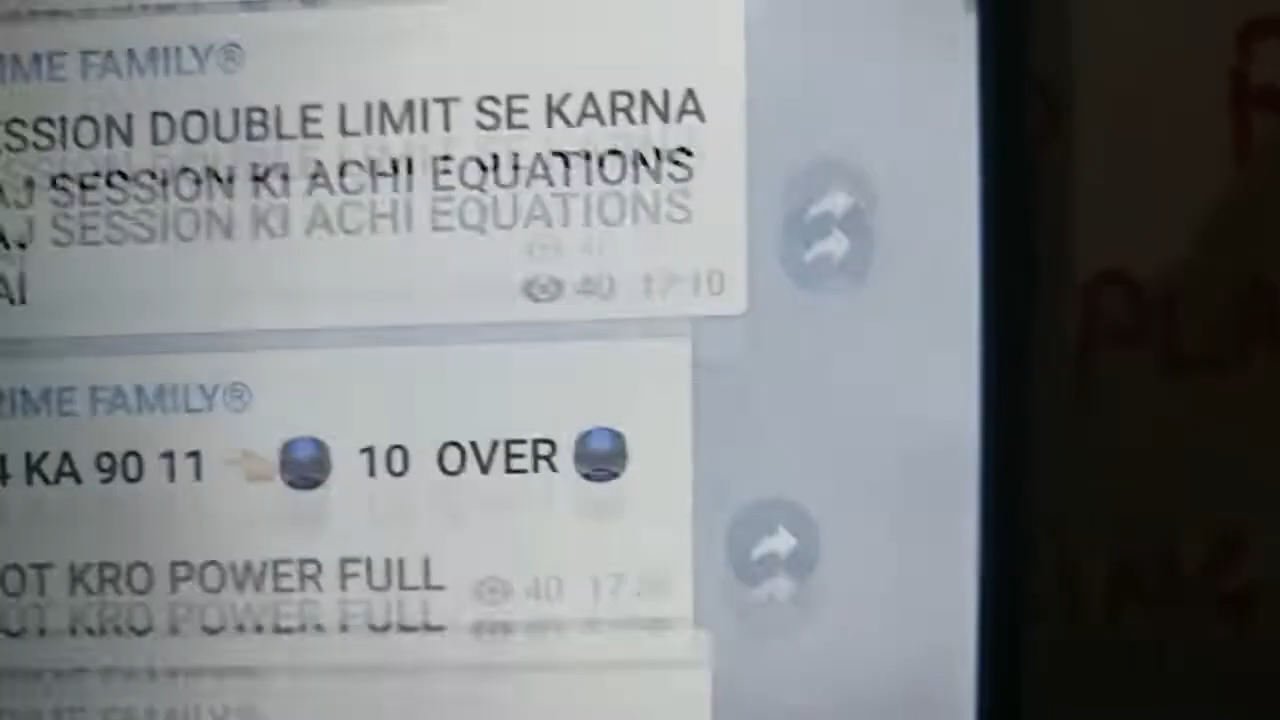 IME FAMILY®
ESSION DOUBLE LIMIT SE KARNA
AJ SESSION KI ACHI EQUATIONS
AI
40 17:10
RIME FAMILY®
4 KA 90 11 10 OVER
OT KRO POWER FULL
40